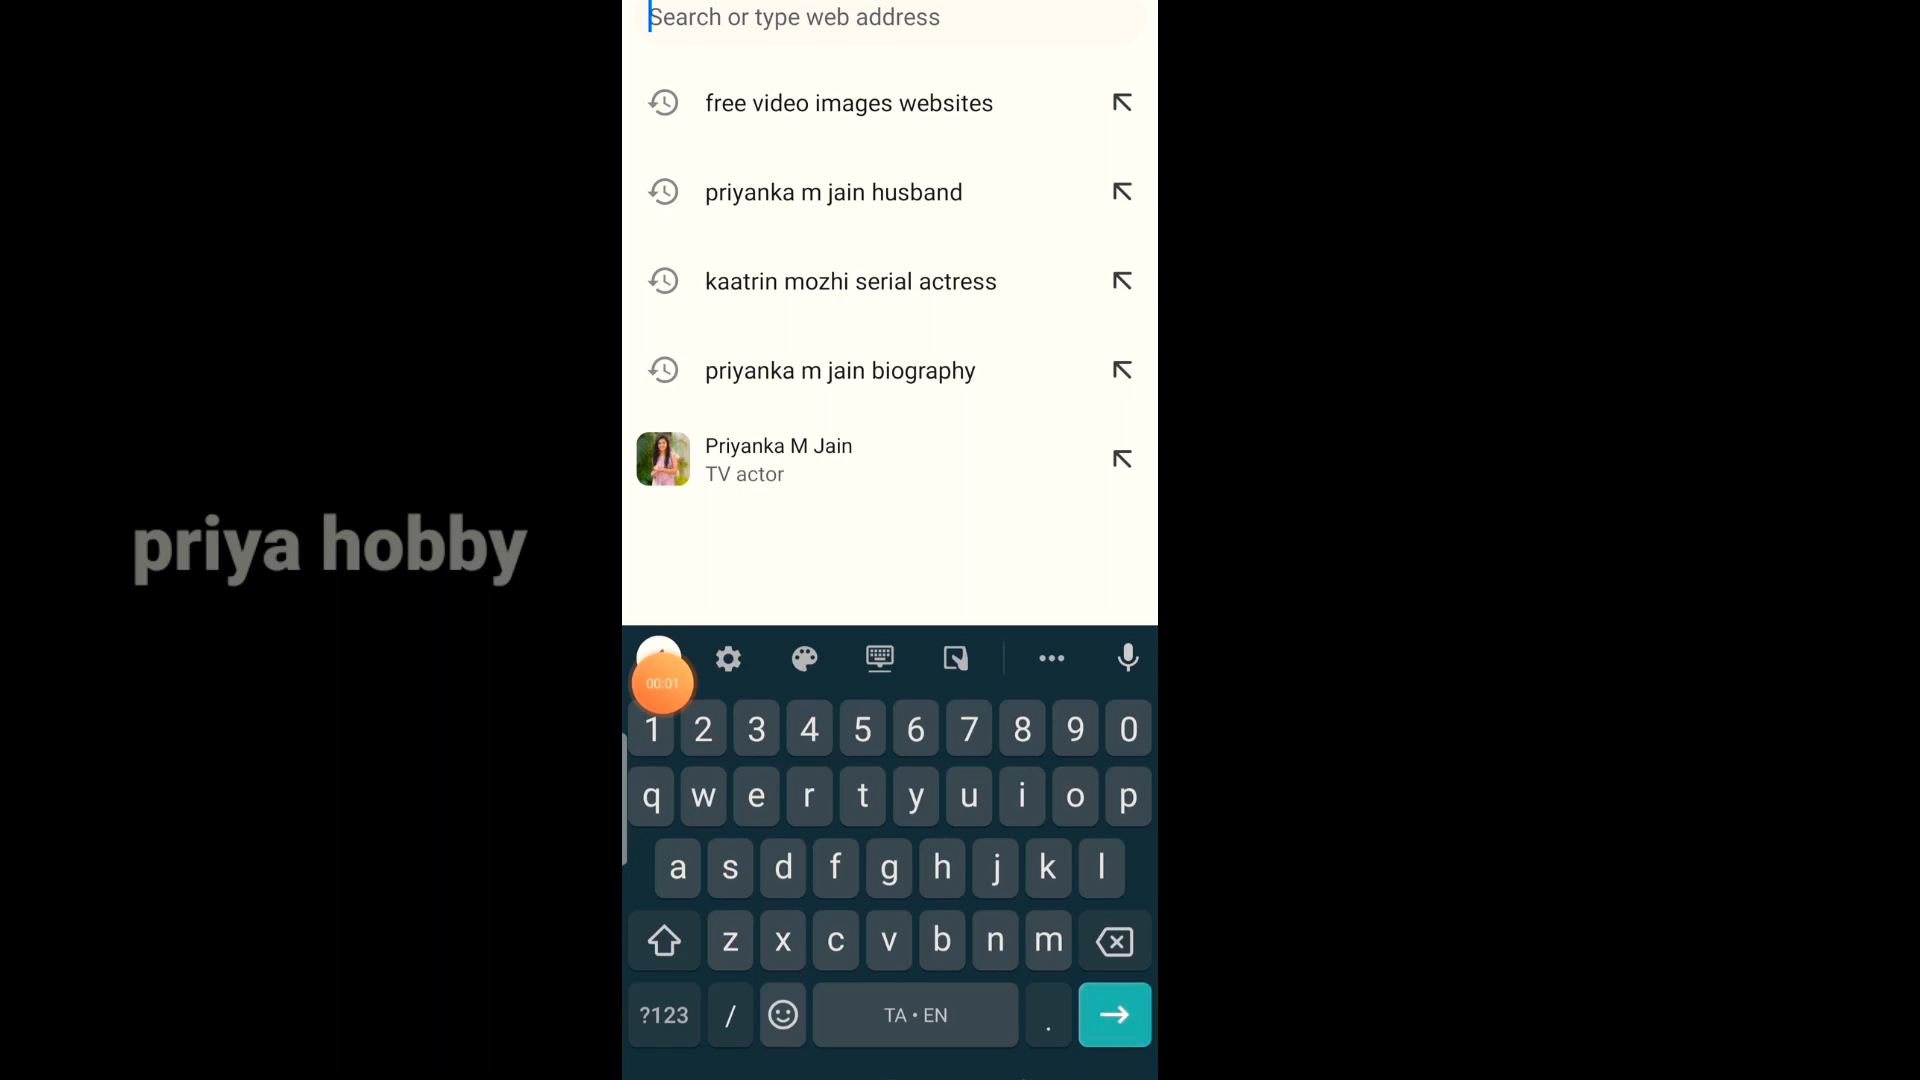 Search or type web address
free video images websites
priyanka m jain husband
kaatrin mozhi serial actress
priyanka m jain biography
Priyanka M Jain
TV actor
priya hobby
00:01
1 2 3 4 5 6 7 8 9 0
q w e r t y u i o p
a s d f g h j k l
z x c v b n m
?123 / TA • EN .